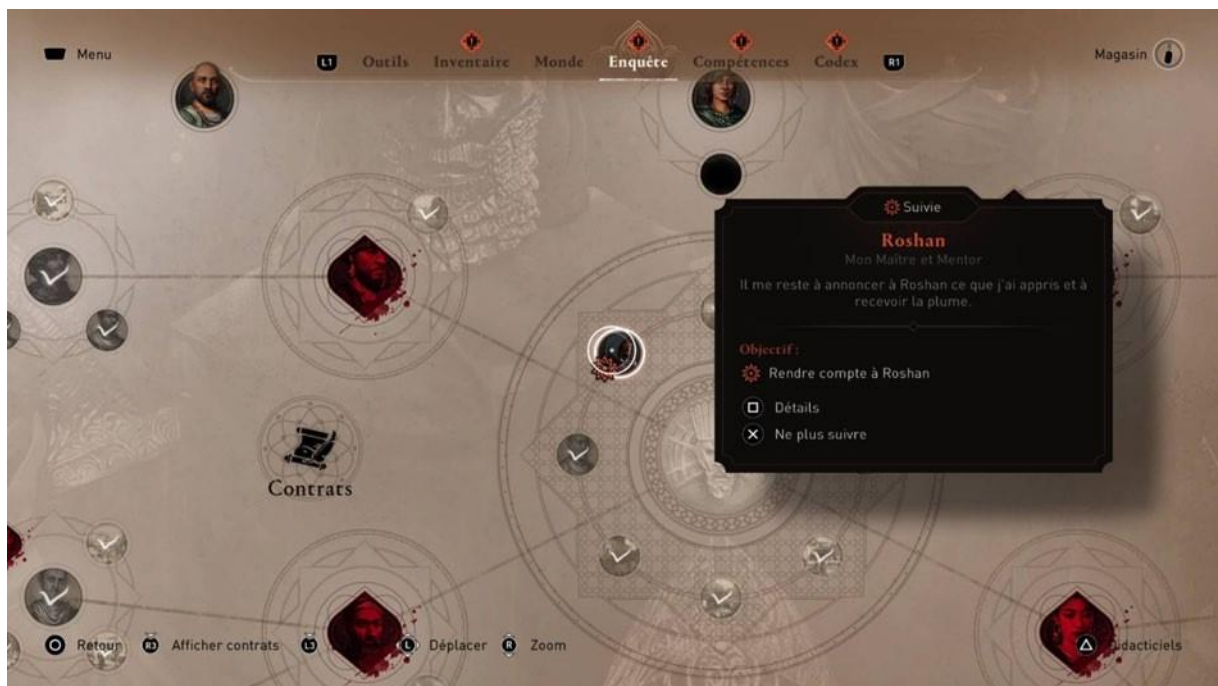 Menu
L1 Outils Inventaire Monde Enquête Compétences Codex R1
Magasin
Suivie
Roshan
Mon Maître et Mentor
Il me reste à annoncer à Roshan ce que j'ai appris et à
recevoir la plume.
Objectif :
Rendre compte à Roshan
Détails
Ne plus suivre
Contrats
Retour R3 Afficher contrats L3 L Déplacer R Zoom
Didacticiels